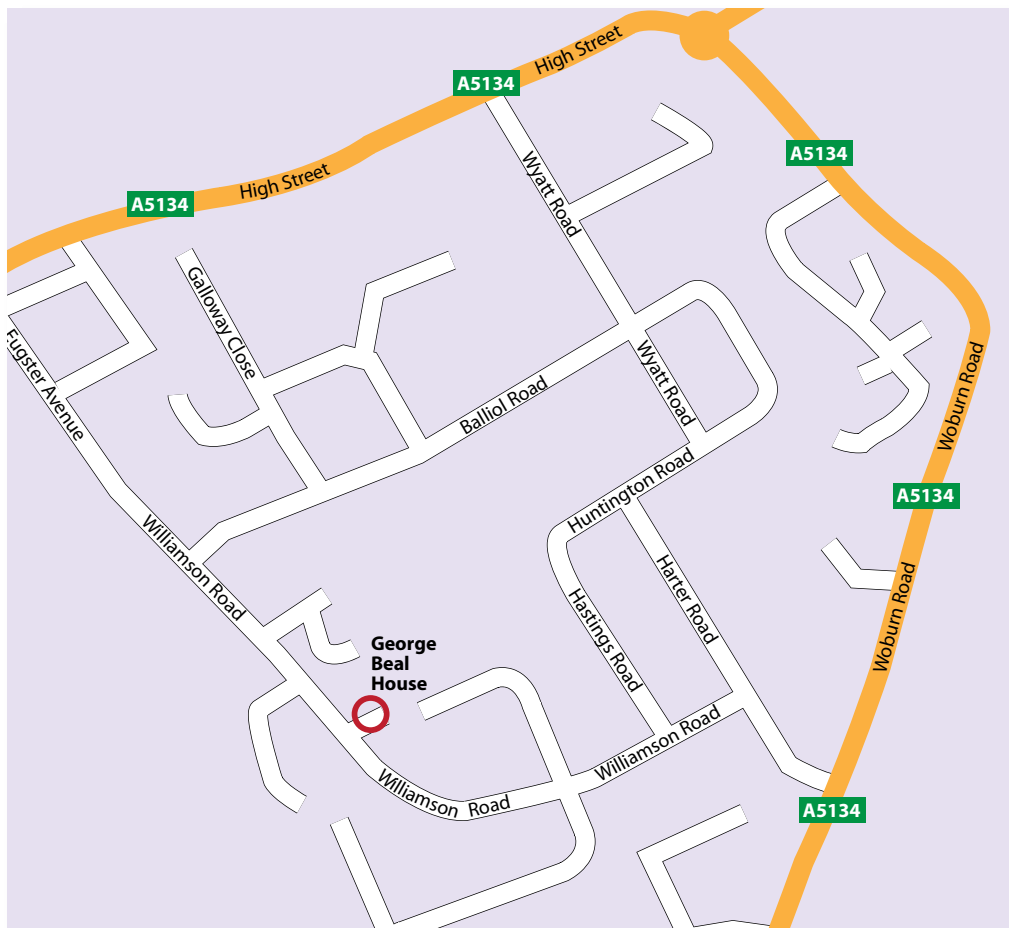 High Street
A5134
A5134
Wyatt Road
High Street
A5134
Galloway Close
Fugster Avenue
Wyatt Road
Woburn Road
Balliol Road
Huntington Road
A5134
Williamson Road
Harter Road
Woburn Road
Hastings Road
George
Beal
House
Williamson Road
Williamson Road
A5134